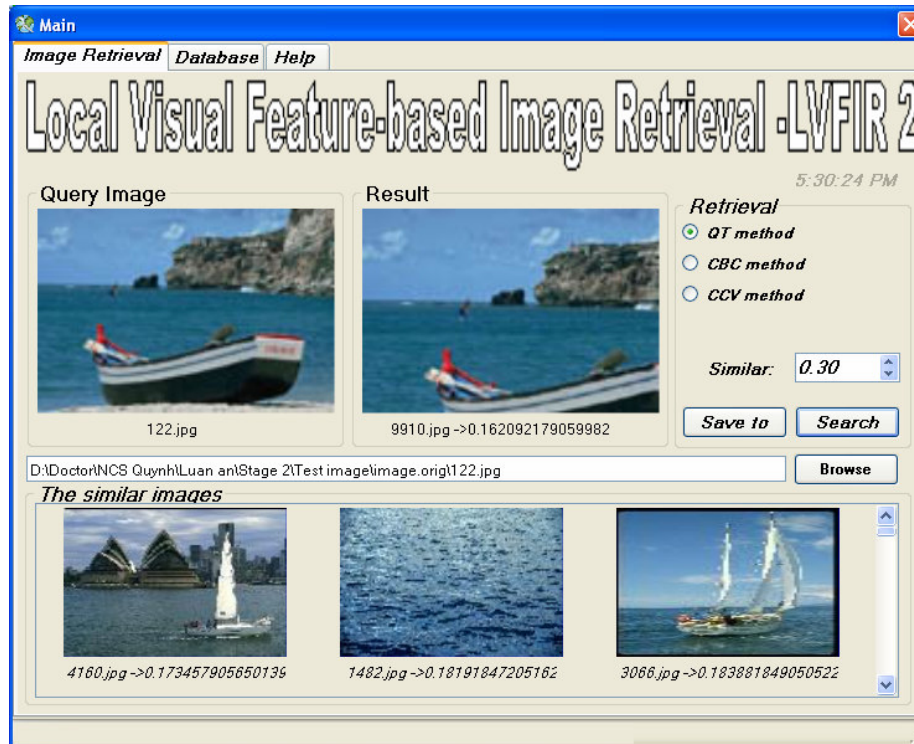 Main
Image Retrieval Database Help
Local Visual Feature-based Image Retrieval -LVFIR 2
5:30:24 PM
Query Image
122.jpg
Result
9910.jpg ->0.162092179059982
Retrieval
QT method
CBC method
CCV method
Similar: 0.30
Save to Search
D:\Doctor\NCS Quynh\Luan an\Stage 2\Test image\image.orig\122.jpg Browse
The similar images
4160.jpg ->0.173457905650139 1482.jpg ->0.18191847205162 3066.jpg ->0.183881849050522